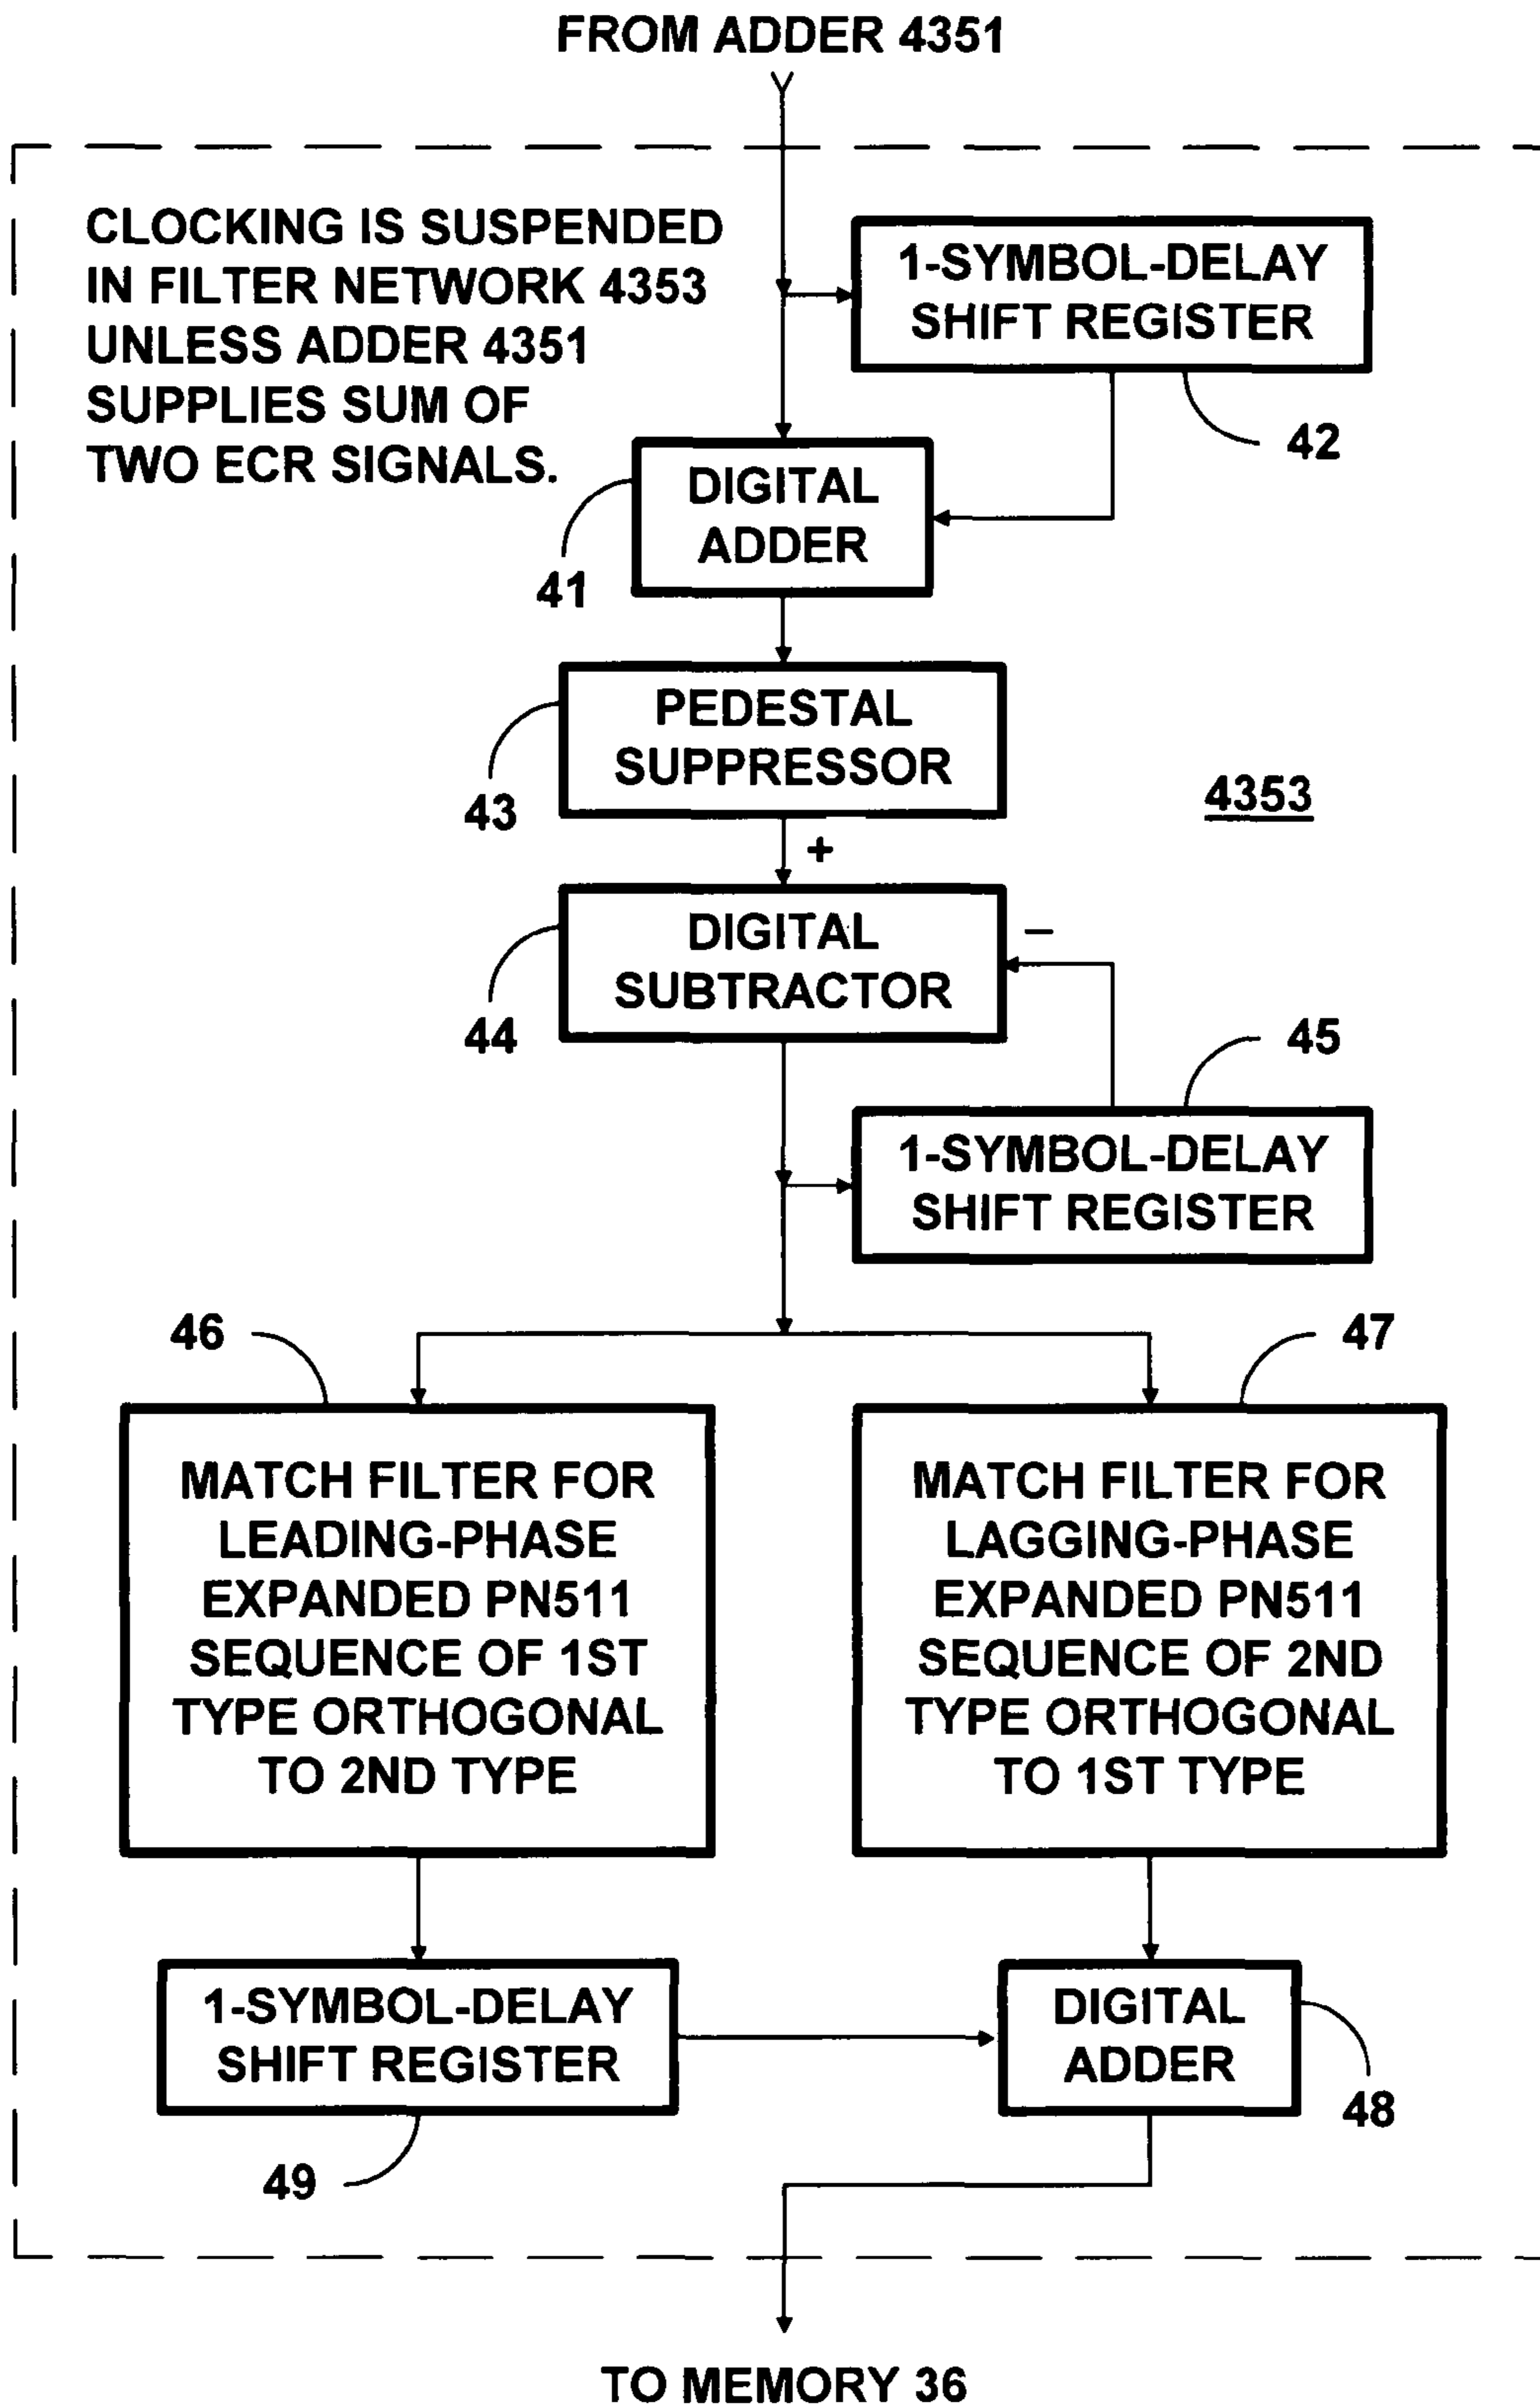 FROM ADDER 4351
CLOCKING IS SUSPENDED
IN FILTER NETWORK 4353
UNLESS ADDER 4351
SUPPLIES SUM OF
TWO ECR SIGNALS.
1-SYMBOL-DELAY
SHIFT REGISTER
42
DIGITAL
ADDER
41
PEDESTAL
SUPPRESSOR
43
4353
+
DIGITAL
SUBTRACTOR
–
44
45
1-SYMBOL-DELAY
SHIFT REGISTER
46
47
MATCH FILTER FOR
LEADING-PHASE
EXPANDED PN511
SEQUENCE OF 1ST
TYPE ORTHOGONAL
TO 2ND TYPE
MATCH FILTER FOR
LAGGING-PHASE
EXPANDED PN511
SEQUENCE OF 2ND
TYPE ORTHOGONAL
TO 1ST TYPE
1-SYMBOL-DELAY
SHIFT REGISTER
DIGITAL
ADDER
48
49
TO MEMORY 36